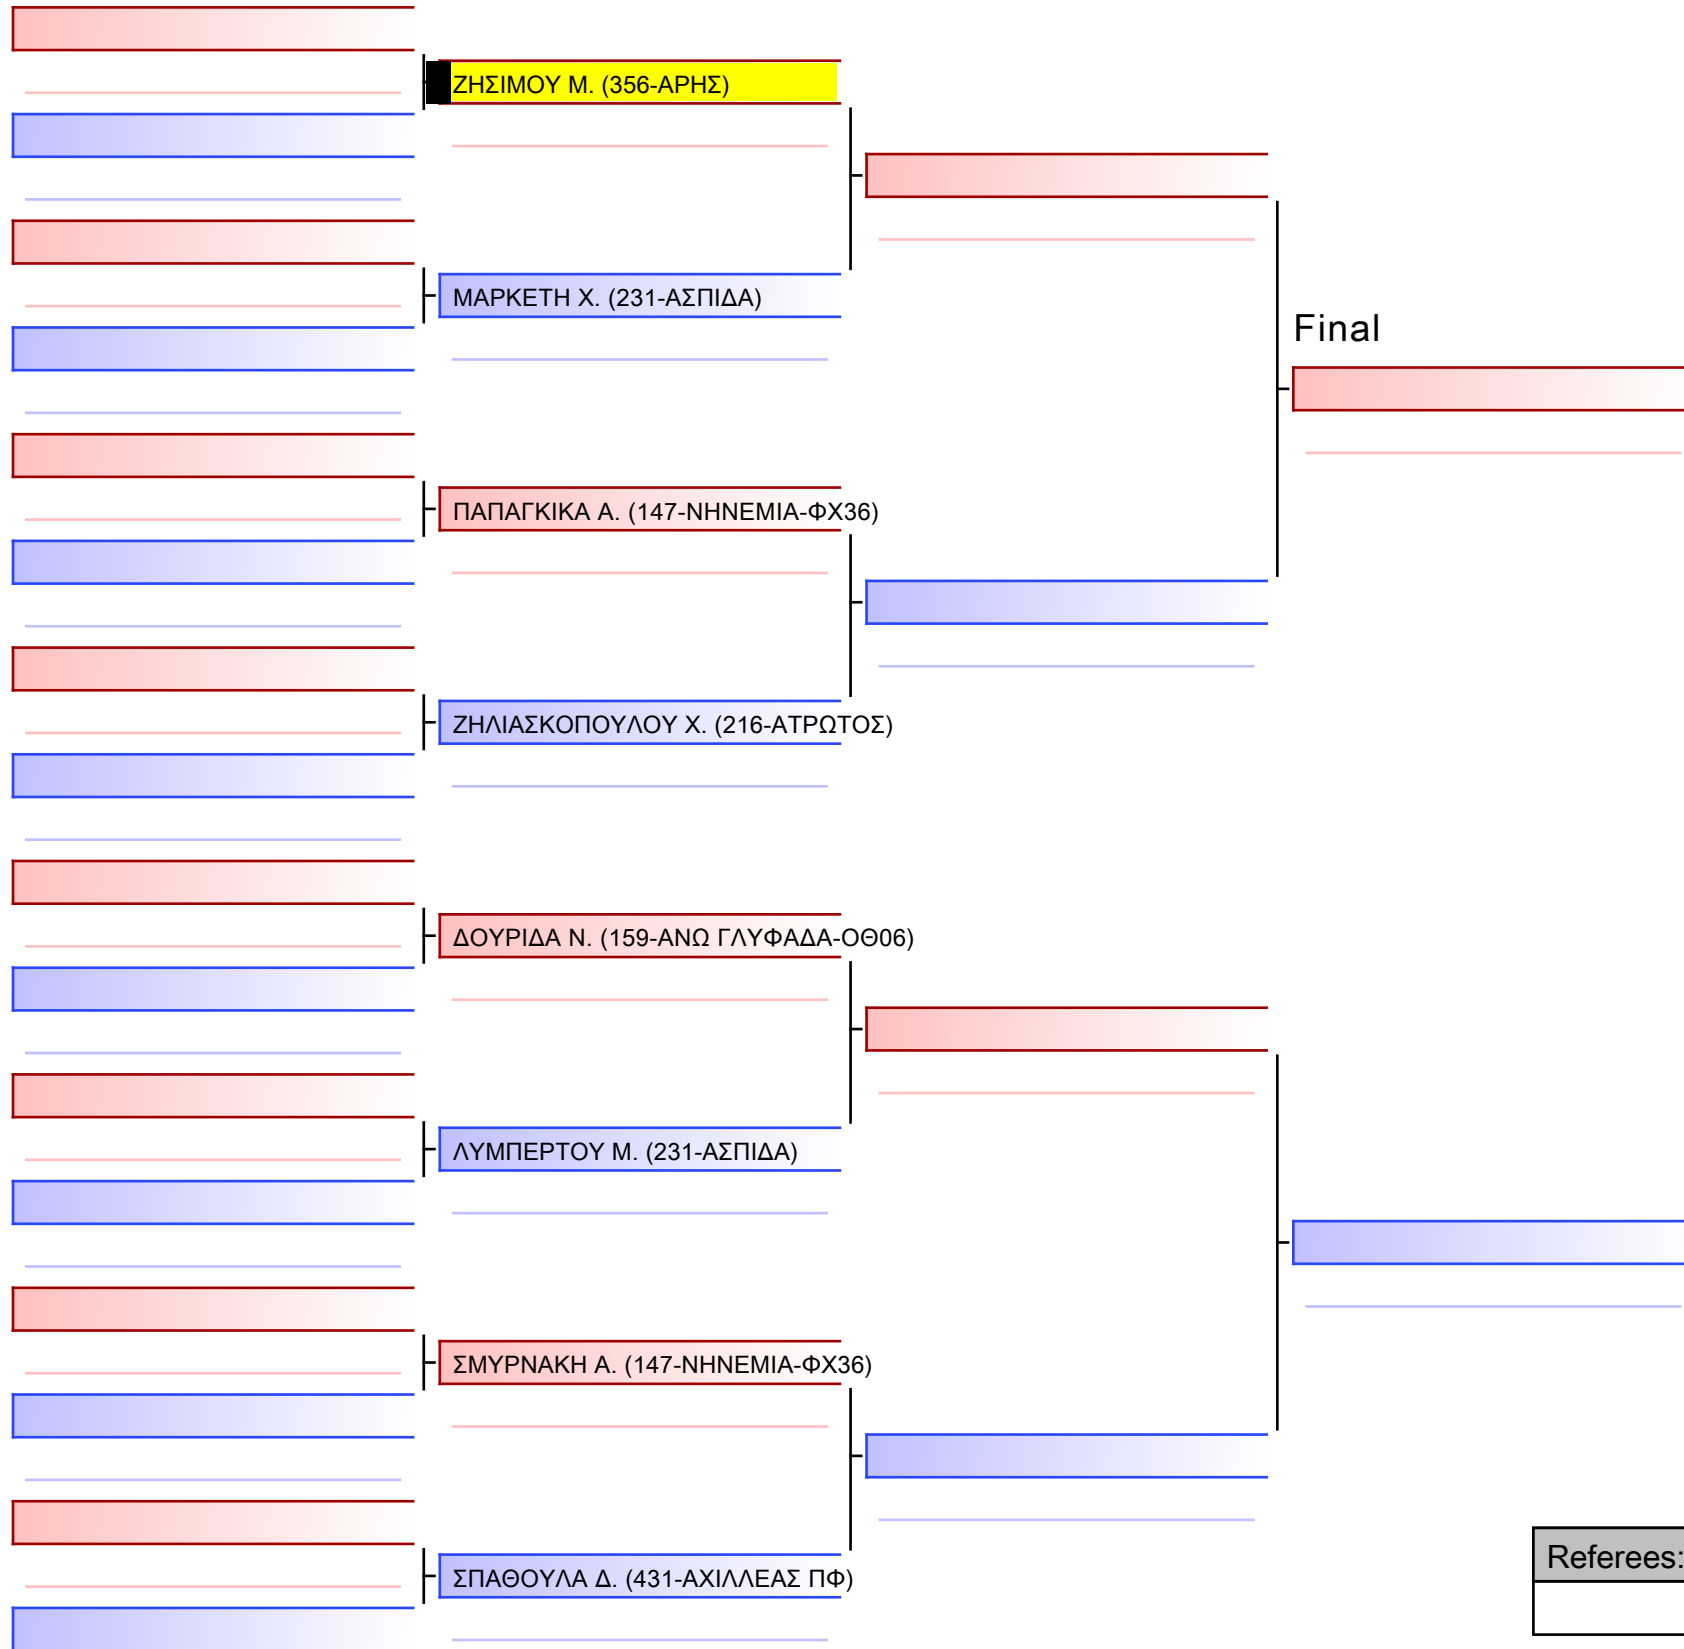 ΖΗΣΙΜΟΥ Μ. (356-ΑΡΗΣ)
ΜΑΡΚΕΤΗ Χ. (231-ΑΣΠΙΔΑ)
Final
ΠΑΠΑΓΚΙΚΑ Α. (147-ΝΗΝΕΜΙΑ-ΦΧ36)
ΖΗΛΙΑΣΚΟΠΟΥΛΟΥ Χ. (216-ΑΤΡΩΤΟΣ)
ΔΟΥΡΙΔΑ Ν. (159-ΑΝΩ ΓΛΥΦΑΔΑ-ΟΘ06)
ΛΥΜΠΕΡΤΟΥ Μ. (231-ΑΣΠΙΔΑ)
ΣΜΥΡΝΑΚΗ Α. (147-ΝΗΝΕΜΙΑ-ΦΧ36)
ΣΠΑΘΟΥΛΑ Δ. (431-ΑΧΙΛΛΕΑΣ ΠΦ)
Referees: